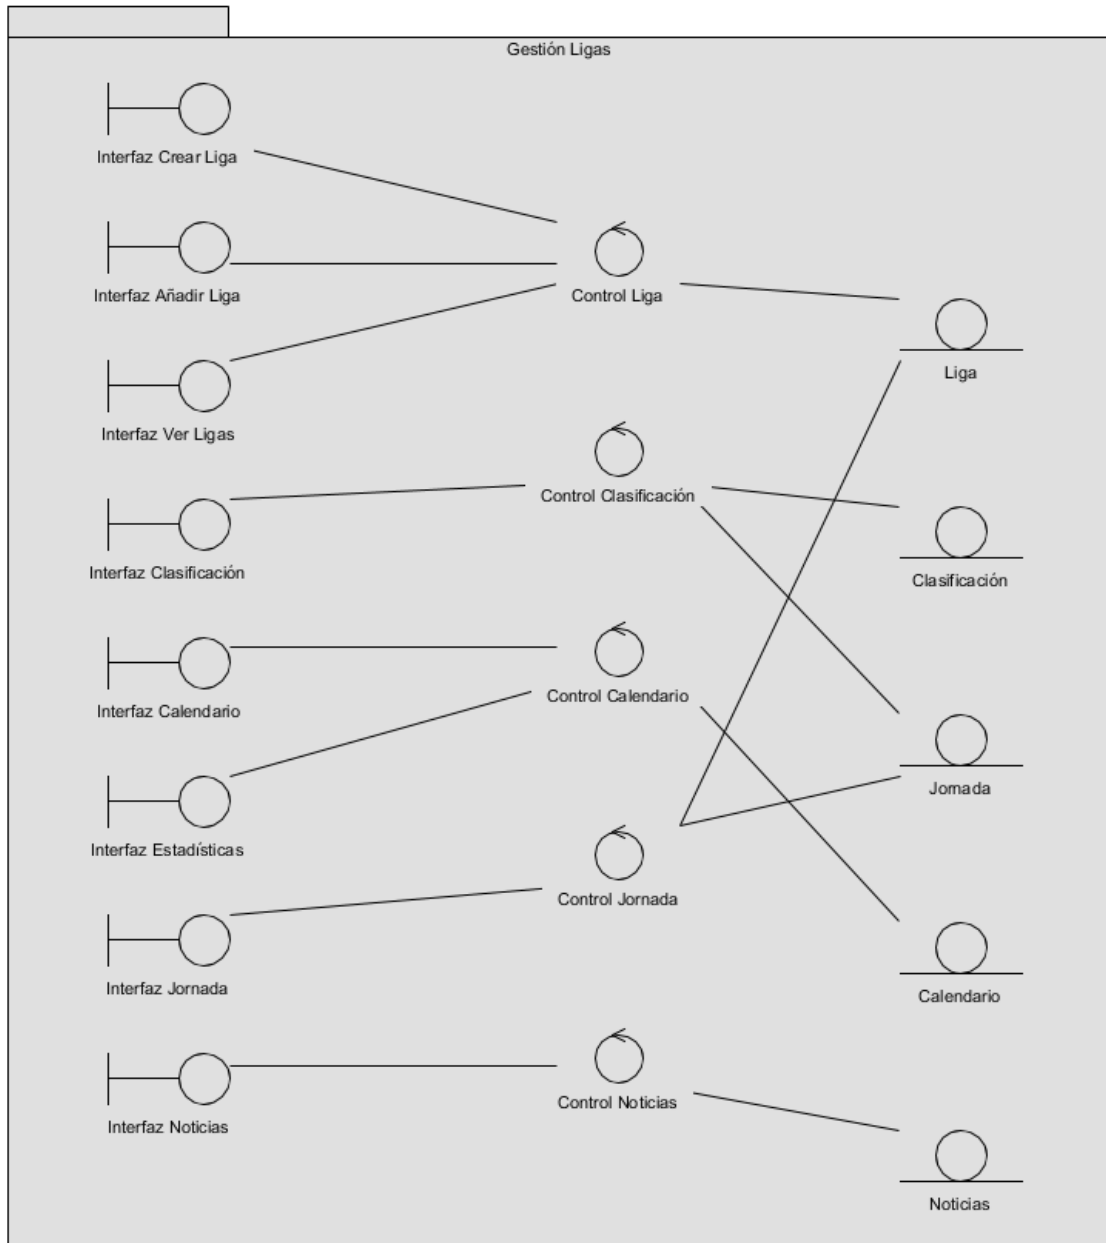 Gestión Ligas
Interfaz Crear Liga
Interfaz Añadir Liga
Control Liga
Liga
Interfaz Ver Ligas
Control Clasificación
Interfaz Clasificación
Clasificación
Control Calendario
Interfaz Calendario
Jornada
Interfaz Estadísticas
Control Jornada
Interfaz Jornada
Calendario
Control Noticias
Interfaz Noticias
Noticias